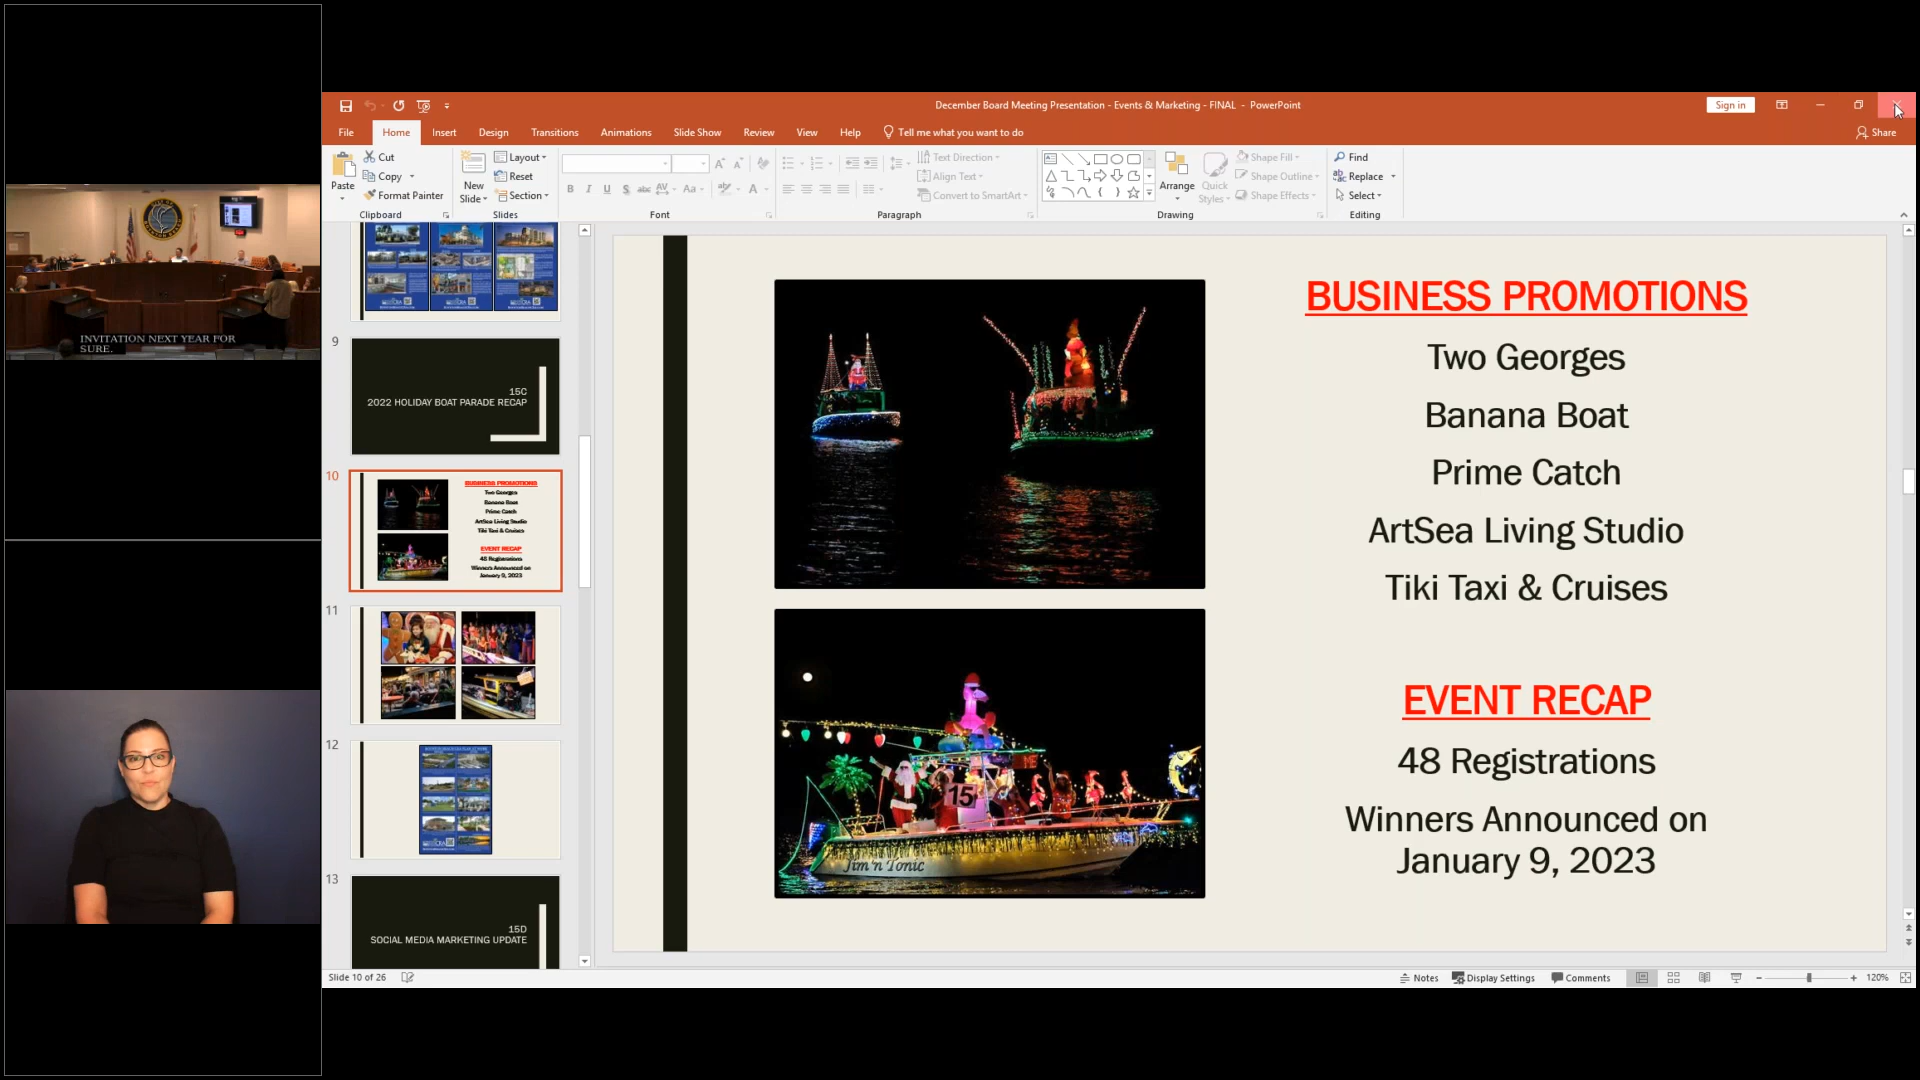 December Board Meeting Presentation - Events & Marketing - FINAL - PowerPoint
Sign in
File Home Insert Design Transitions Animations Slide Show Review View Help Tell me what you want to do
Share
Paste
Cut
Copy
Format Painter
Clipboard
New Slide
Layout
Reset
Section
Slides
Font
Text Direction
Align Text
Convert to SmartArt
Paragraph
Arrange
Quick Styles
Shape Fill
Shape Outline
Shape Effects
Drawing
Find
Replace
Select
Editing
INVITATION NEXT YEAR FOR
SURE.
9
15C
2022 HOLIDAY BOAT PARADE RECAP
10
BUSINESS PROMOTIONS
Two Georges
Banana Boat
Prime Catch
ArtSea Living Studio
Tiki Taxi & Cruises
EVENT RECAP
48 Registrations
Winners Announced on
January 9, 2023
11
12
13
15D
SOCIAL MEDIA MARKETING UPDATE
BUSINESS PROMOTIONS
Two Georges
Banana Boat
Prime Catch
ArtSea Living Studio
Tiki Taxi & Cruises
EVENT RECAP
48 Registrations
Winners Announced on
January 9, 2023
15
Jim 'n Tonic
Slide 10 of 26
Notes
Display Settings
Comments
120%